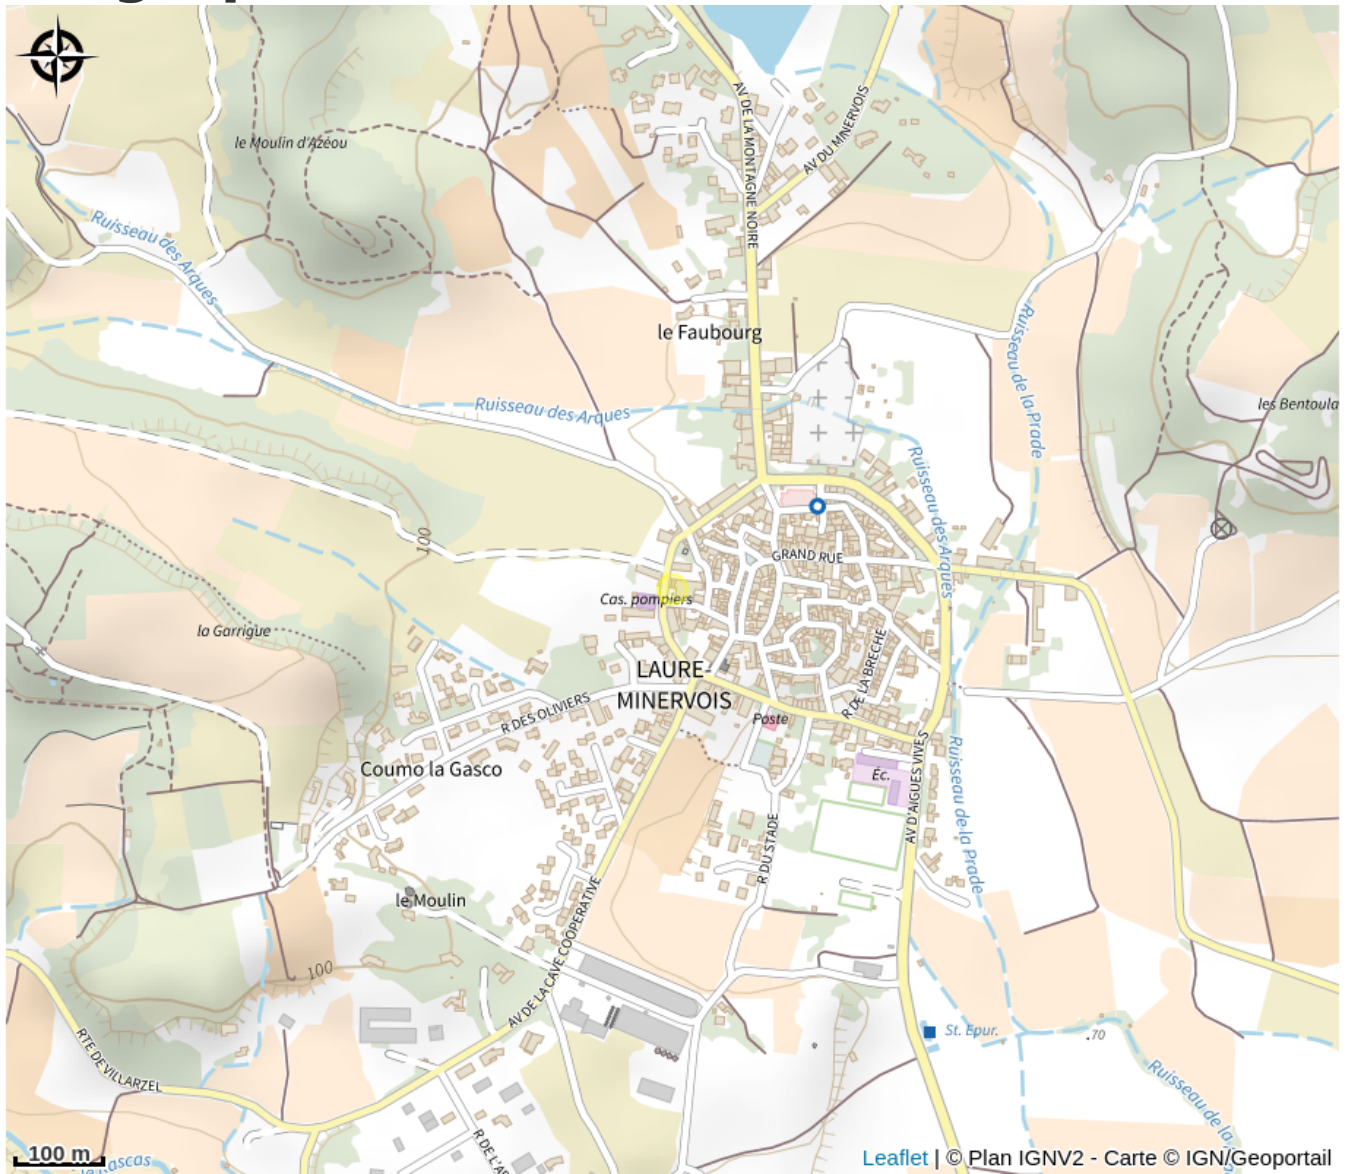 le Moulin d'Azéou
AV DE LA MONTAGNE NOIRE
AV DU MINERVOIS
Ruisseau des Arques
le Faubourg
Ruisseau de la Prade
Ruisseau des Arques
les Bentoula
Ruisseau des Arques
100
GRAND RUE
Cas. pompiers
la Garrigue
LAURE-
MINERVOIS
R DE LA BRECHE
R DES OLIVIERS
Poste
Coumo la Gasco
Éc.
AV D'AIGUES VIVES
Ruisseau de la Prade
R DU STADE
le Moulin
AV DE LA CAVE COOPERATIVE
100
St. Epur.
.70
RTE DE VILLARZEL
Ruisseau de la
100 m
Leaflet | © Plan IGNV2 - Carte © IGN/Geoportail